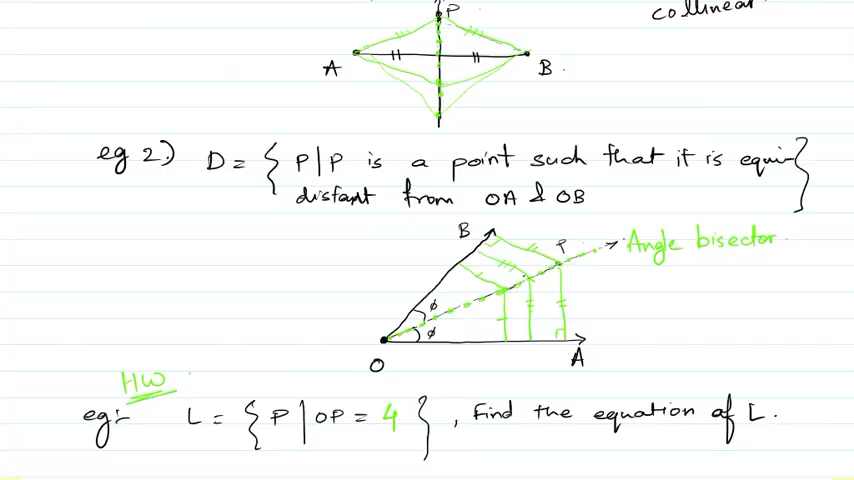 P
collinear
A
B.
eg 2.) D = { P | P is a point such that it is equi-
distant from OA & OB }
B
P
Angle bisector.
φ
φ
O
A
HW
eg:- L = { P | OP = 4 }, Find the equation of L.